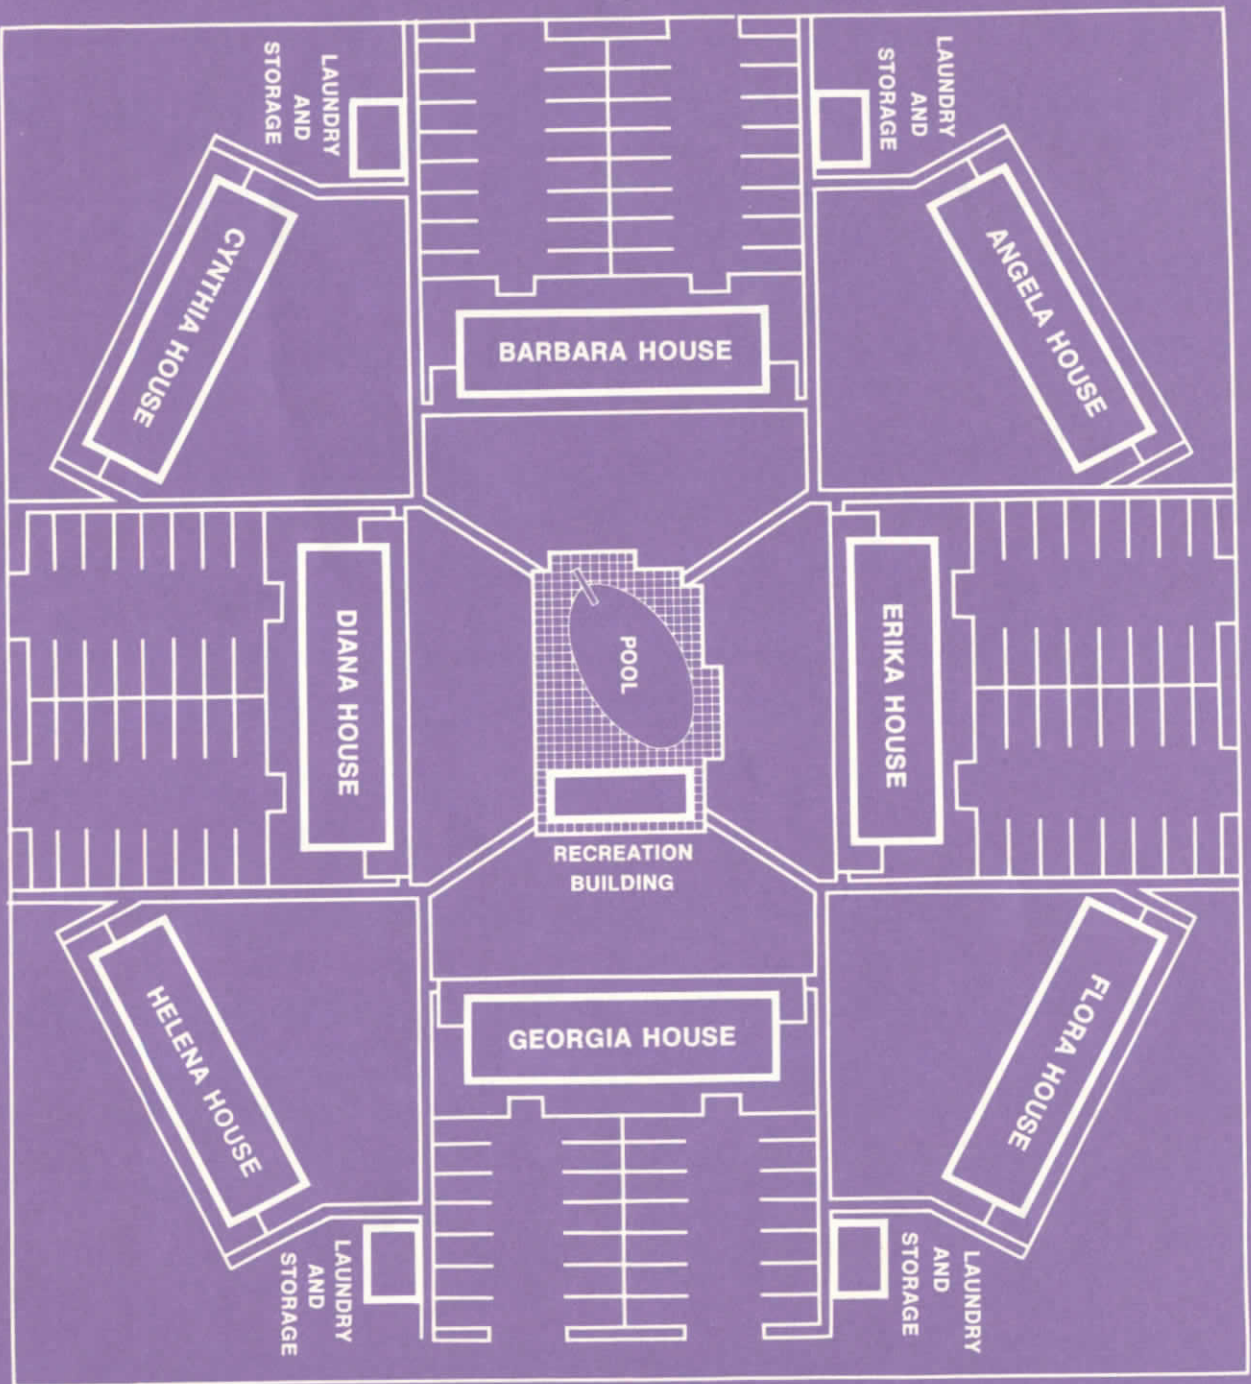 LAUNDRY
AND
STORAGE
LAUNDRY
AND
STORAGE
CYNTHIA HOUSE
ANGELA HOUSE
BARBARA HOUSE
DIANA HOUSE
POOL
ERIKA HOUSE
RECREATION
BUILDING
HELENA HOUSE
GEORGIA HOUSE
FLORA HOUSE
LAUNDRY
AND
STORAGE
LAUNDRY
AND
STORAGE